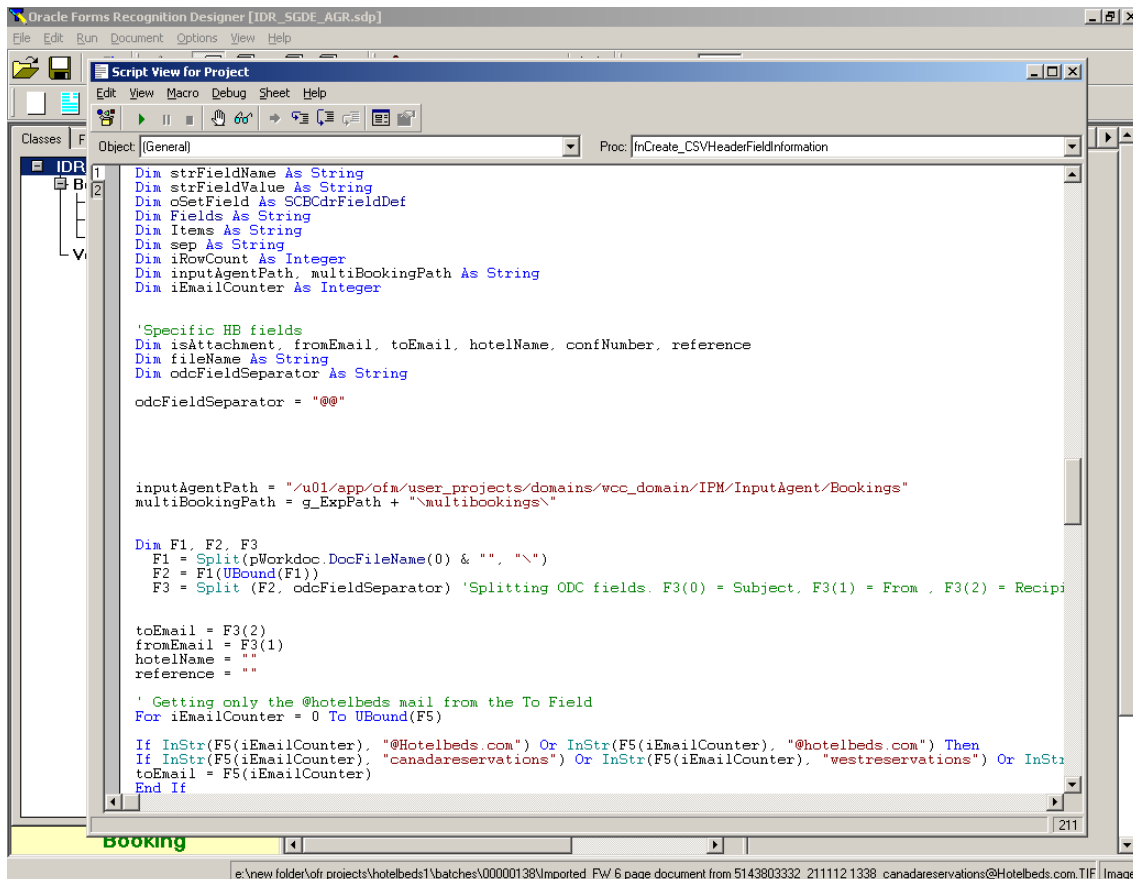 Oracle Forms Recognition Designer [IDR_SGDE_AGR.sdp]
File Edit Run Document Options View Help
Script View for Project
Edit View Macro Debug Sheet Help
Object: (General) Proc: fnCreate_CSVHeaderFieldInformation
Classes F
IDR
B
V
1
2
Dim strFieldName As String
Dim strFieldValue As String
Dim oSetField As SCBCdrFieldDef
Dim Fields As String
Dim Items As String
Dim sep As String
Dim iRowCount As Integer
Dim inputAgentPath, multiBookingPath As String
Dim iEmailCounter As Integer
'Specific HB fields
Dim isAttachment, fromEmail, toEmail, hotelName, confNumber, reference
Dim fileName As String
Dim odcFieldSeparator As String
odcFieldSeparator = "@@"
inputAgentPath = "/u01/app/ofm/user_projects/domains/wcc_domain/IPM/InputAgent/Bookings"
multiBookingPath = g_ExpPath + "\multibookings\"
Dim F1, F2, F3
F1 = Split(pWorkdoc.DocFileName(0) & "", "\")
F2 = F1(UBound(F1))
F3 = Split (F2, odcFieldSeparator) 'Splitting ODC fields. F3(0) = Subject, F3(1) = From , F3(2) = Recipi
toEmail = F3(2)
fromEmail = F3(1)
hotelName = ""
reference = ""
' Getting only the @hotelbeds mail from the To Field
For iEmailCounter = 0 To UBound(F5)
If InStr(F5(iEmailCounter), "@Hotelbeds.com") Or InStr(F5(iEmailCounter), "@hotelbeds.com") Then
If InStr(F5(iEmailCounter), "canadareservations") Or InStr(F5(iEmailCounter), "westreservations") Or InStr
toEmail = F5(iEmailCounter)
End If
211
Booking
e:\new folder\ofr projects\hotelbeds1\batches\00000138\Imported_FW 6 page document from 5143803332_211112 1338_canadareservations@Hotelbeds.com.TIF Image